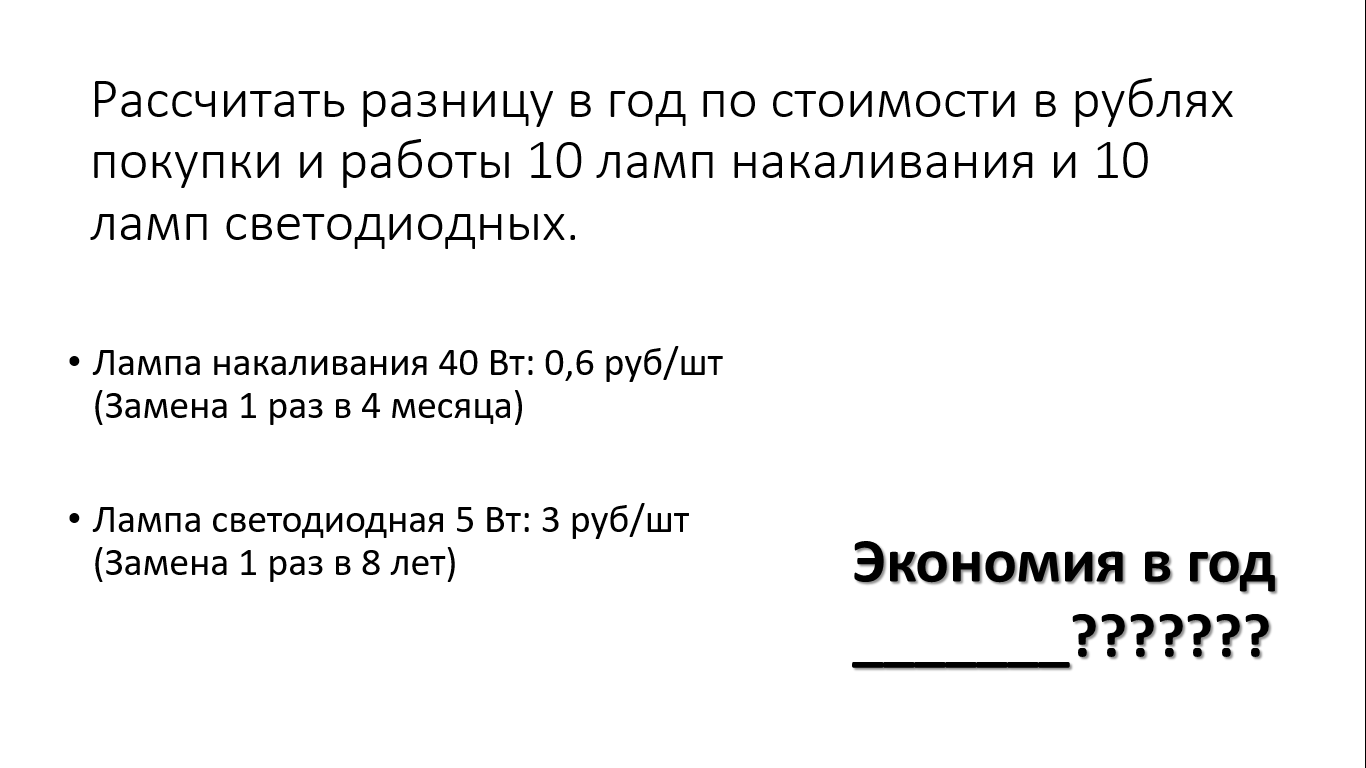 Рассчитать разницу в год по стоимости в рублях
покупки и работы 10 ламп накаливания и 10
ламп светодиодных.
• Лампа накаливания 40 Вт: 0,6 руб/шт
(Замена 1 раз в 4 месяца)
• Лампа светодиодная 5 Вт: 3 руб/шт
(Замена 1 раз в 8 лет)
Экономия в год
_______???????